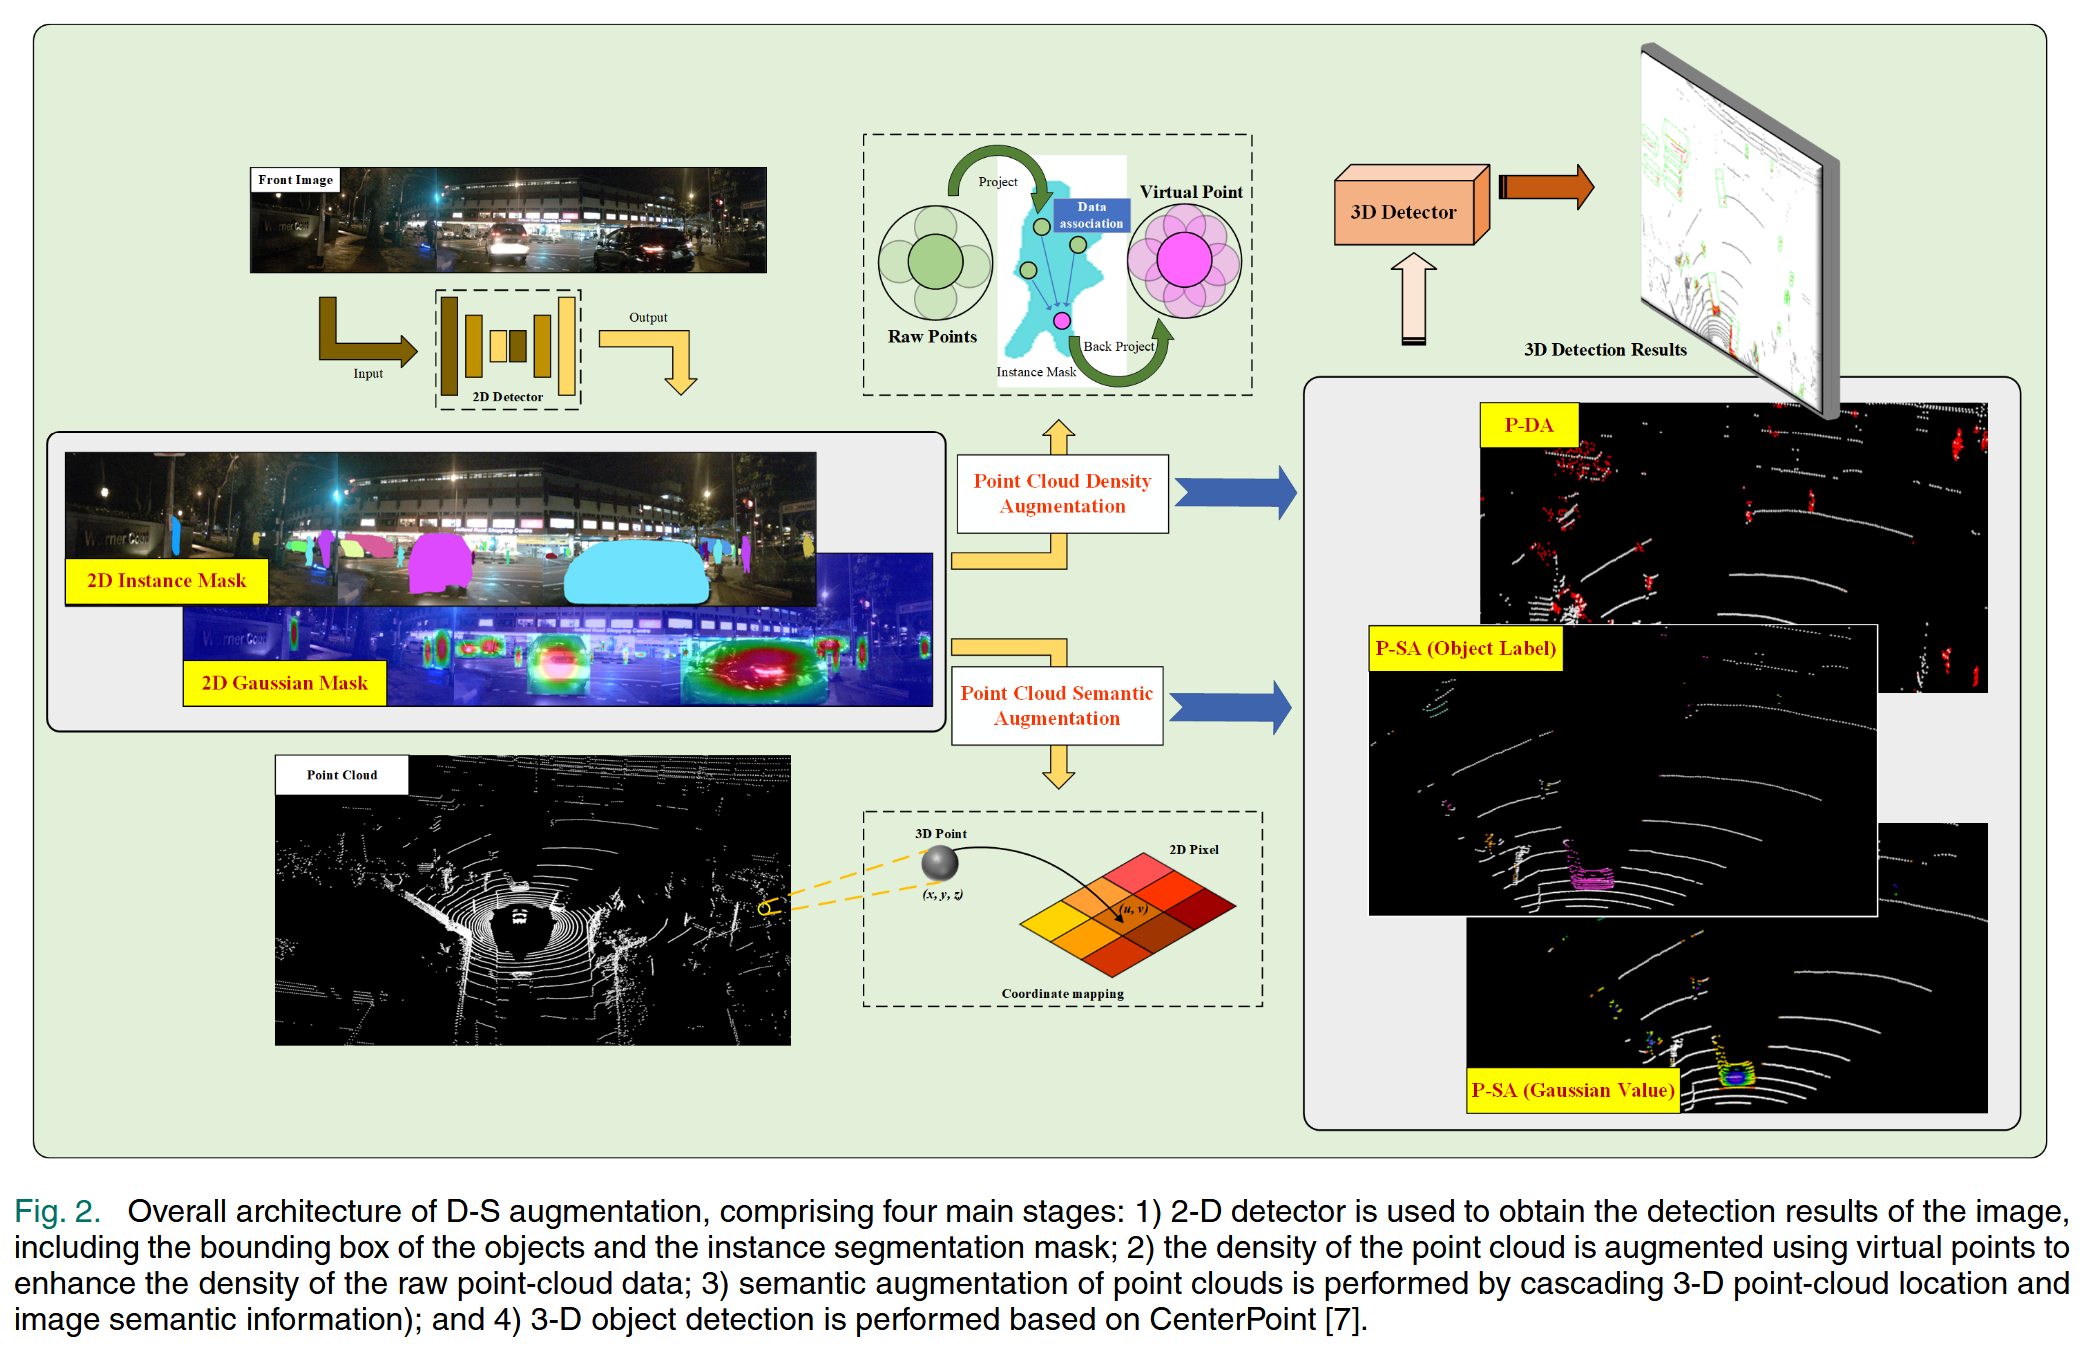 Front Image
Input
2D Detector
Output
Project
Data
association
Virtual Point
Raw Points
Back Project
Instance Mask
3D Detector
3D Detection Results
2D Instance Mask
2D Gaussian Mask
Point Cloud Density
Augmentation
Point Cloud Semantic
Augmentation
P-DA
P-SA (Object Label)
P-SA (Gaussian Value)
Point Cloud
3D Point
(x, y, z)
2D Pixel
(u, v)
Coordinate mapping
Fig. 2. Overall architecture of D-S augmentation, comprising four main stages: 1) 2-D detector is used to obtain the detection results of the image,
including the bounding box of the objects and the instance segmentation mask; 2) the density of the point cloud is augmented using virtual points to
enhance the density of the raw point-cloud data; 3) semantic augmentation of point clouds is performed by cascading 3-D point-cloud location and
image semantic information); and 4) 3-D object detection is performed based on CenterPoint [7].